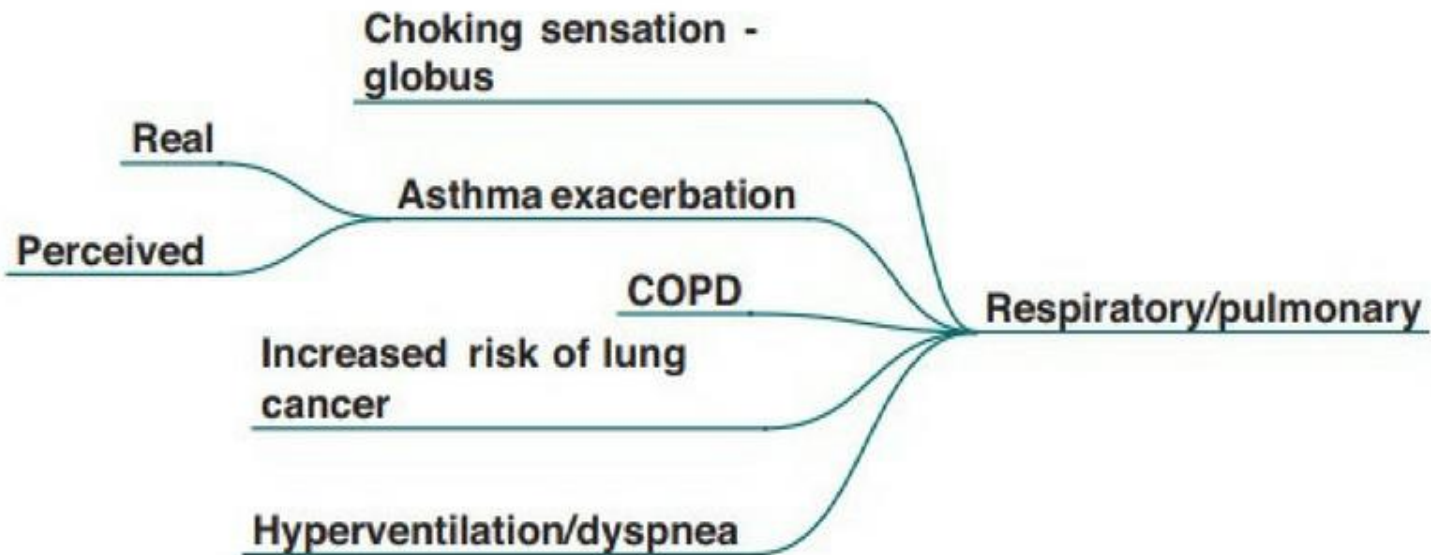 Choking sensation -
globus
Real
Asthma exacerbation
Perceived
COPD
Respiratory/pulmonary
Increased risk of lung
cancer
Hyperventilation/dyspnea